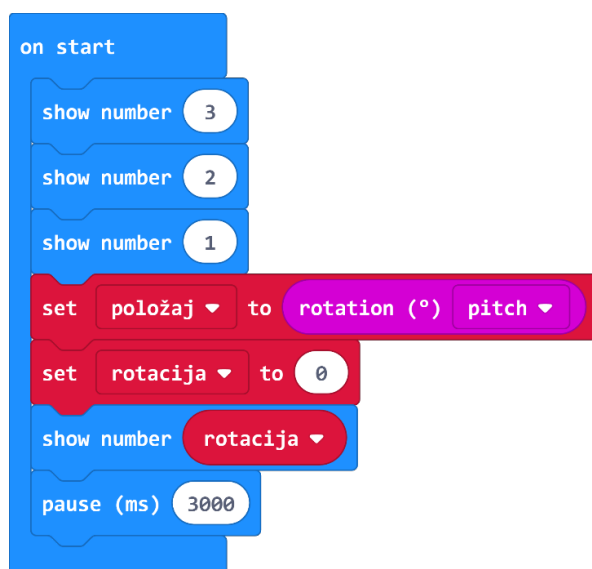 on start
show number 3
show number 2
show number 1
set položaj to rotation (°) pitch
set rotacija to 0
show number rotacija
pause (ms) 3000